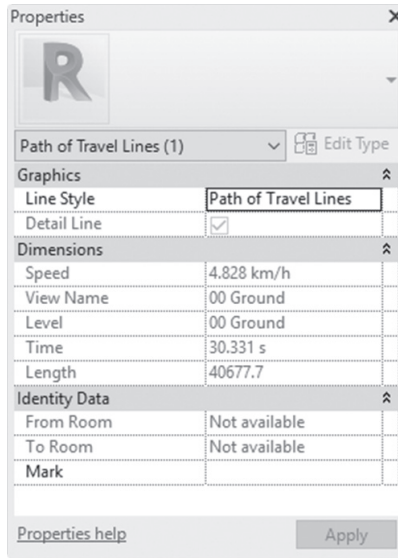 Properties
R
Path of Travel Lines (1)
Edit Type
Graphics
Line Style Path of Travel Lines
Detail Line
Dimensions
Speed 4.828 km/h
View Name 00 Ground
Level 00 Ground
Time 30.331 s
Length 40677.7
Identity Data
From Room Not available
To Room Not available
Mark
Properties help
Apply